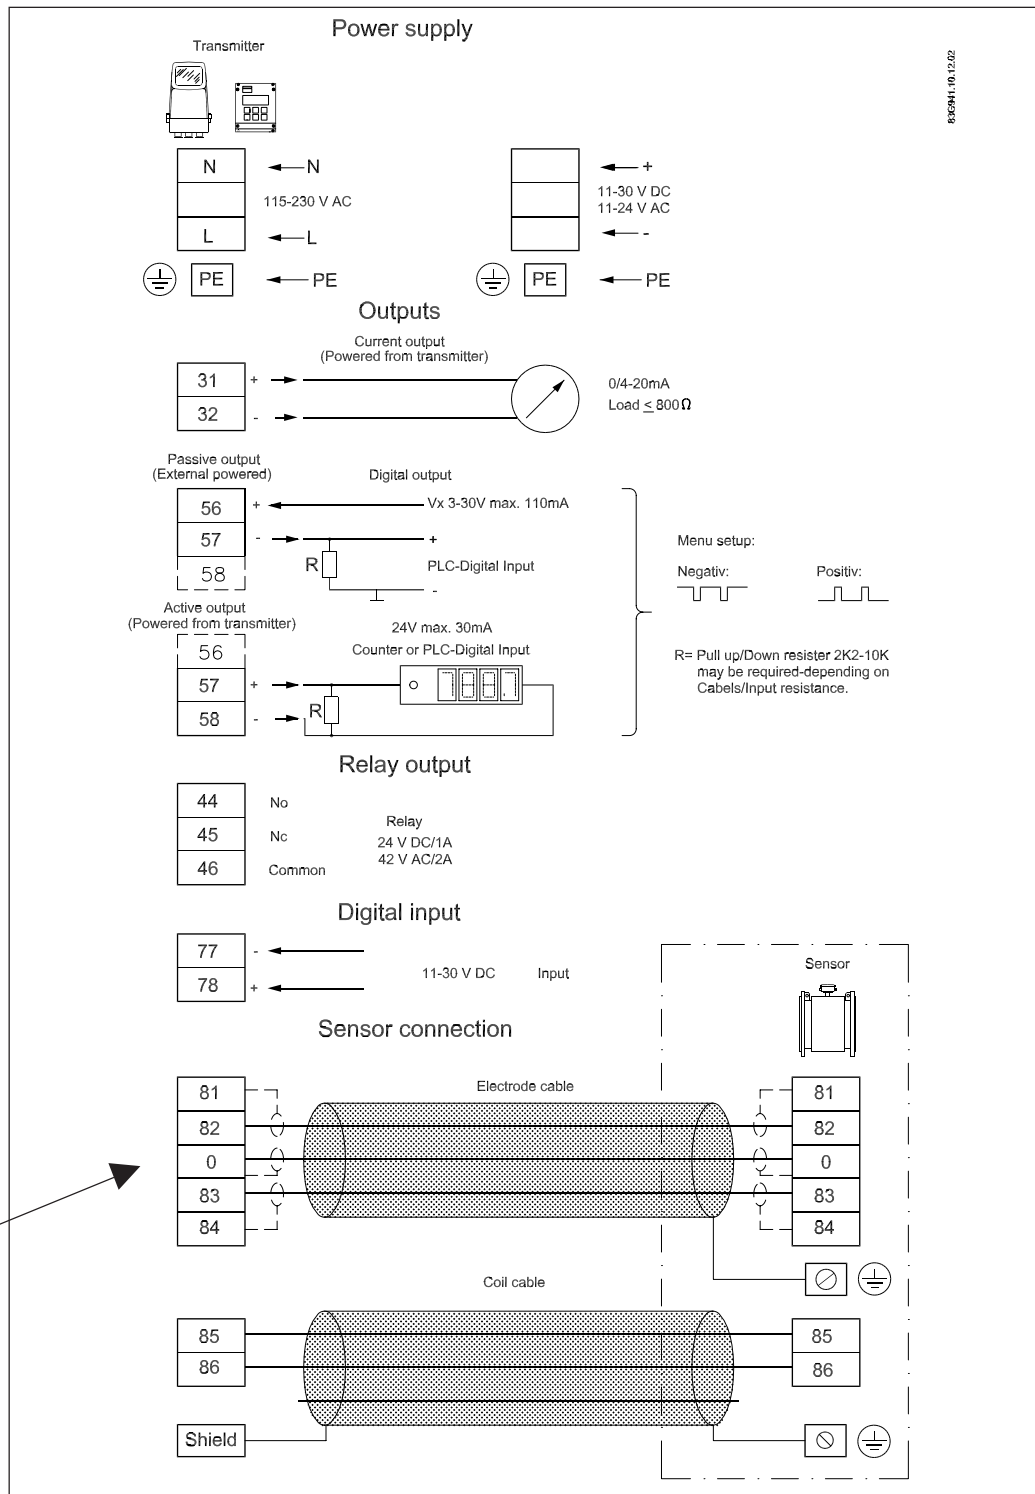 Power supply
Transmitter
83G941.10.12.02
N
N
115-230 V AC
L
L
PE
PE
+
11-30 V DC
11-24 V AC
-
PE
PE
Outputs
Current output
(Powered from transmitter)
31
+
32
-
0/4-20mA
Load ≤ 800Ω
Passive output
(External powered)
Digital output
56
+
Vx 3-30V max. 110mA
57
-
+
58
R
PLC-Digital Input
-
Menu setup:
Negativ:
Positiv:
R= Pull up/Down resister 2K2-10K
may be required-depending on
Cabels/Input resistance.
Active output
(Powered from transmitter)
24V max. 30mA
Counter or PLC-Digital Input
56
57
+
58
-
R
Relay output
44
No
45
Nc
46
Common
Relay
24 V DC/1A
42 V AC/2A
Digital input
77
-
78
+
11-30 V DC
Input
Sensor
Sensor connection
Electrode cable
81
81
82
82
0
0
83
83
84
84
Coil cable
85
85
86
86
Shield